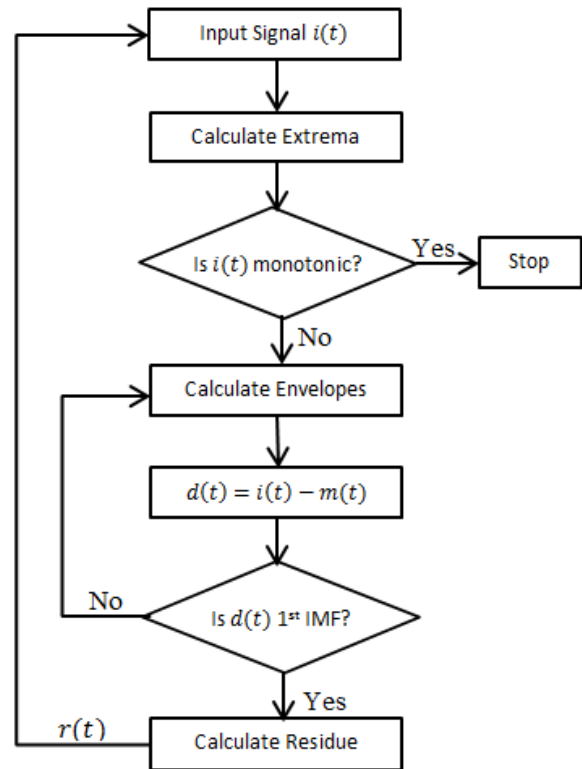 Input Signal i(t)
Calculate Extrema
Is i(t) monotonic?
Yes
Stop
No
Calculate Envelopes
d(t) = i(t) − m(t)
Is d(t) 1st IMF?
No
Yes
Calculate Residue
r(t)